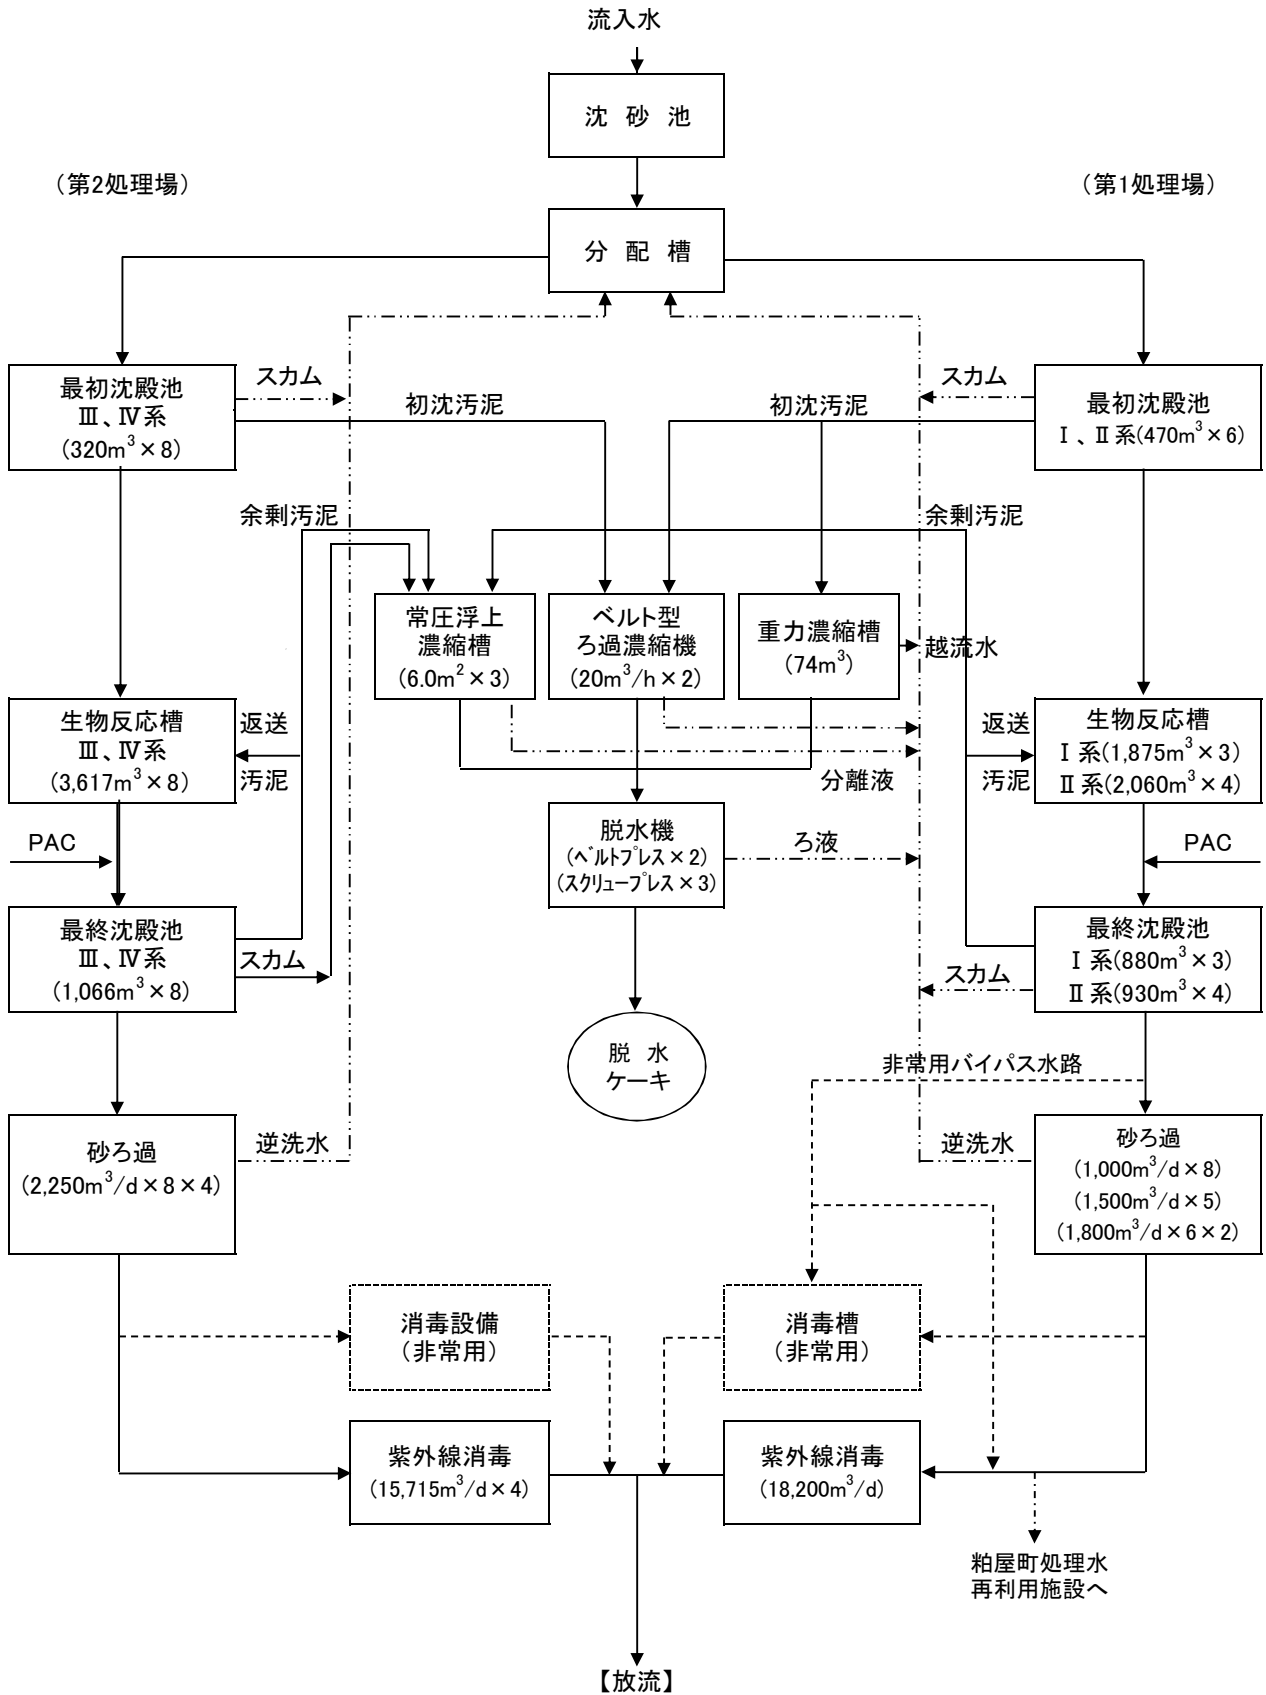 流入水
沈 砂 池
（第2処理場）
（第1処理場）
分 配 槽
最初沈殿池
Ⅲ、Ⅳ系
(320m³×8)
スカム
初沈汚泥
初沈汚泥
スカム
最初沈殿池
Ⅰ、Ⅱ系(470m³×6)
余剰汚泥
余剰汚泥
常圧浮上
濃縮槽
(6.0m²×3)
ベルト型
ろ過濃縮機
(20m³/h×2)
重力濃縮槽
(74m³)
越流水
生物反応槽
Ⅲ、Ⅳ系
(3,617m³×8)
返送
汚泥
分離液
返送
汚泥
生物反応槽
Ⅰ系(1,875m³×3)
Ⅱ系(2,060m³×4)
PAC
脱水機
(ベルトプレス×2)
(スクリュープレス×3)
ろ液
PAC
最終沈殿池
Ⅲ、Ⅳ系
(1,066m³×8)
スカム
最終沈殿池
Ⅰ系(880m³×3)
Ⅱ系(930m³×4)
スカム
脱 水
ケーキ
非常用バイパス水路
砂ろ過
(2,250m³/d×8×4)
逆洗水
逆洗水
砂ろ過
(1,000m³/d×8)
(1,500m³/d×5)
(1,800m³/d×6×2)
消毒設備
(非常用)
消毒槽
(非常用)
紫外線消毒
(15,715m³/d×4)
紫外線消毒
(18,200m³/d)
粕屋町処理水
再利用施設へ
【放流】